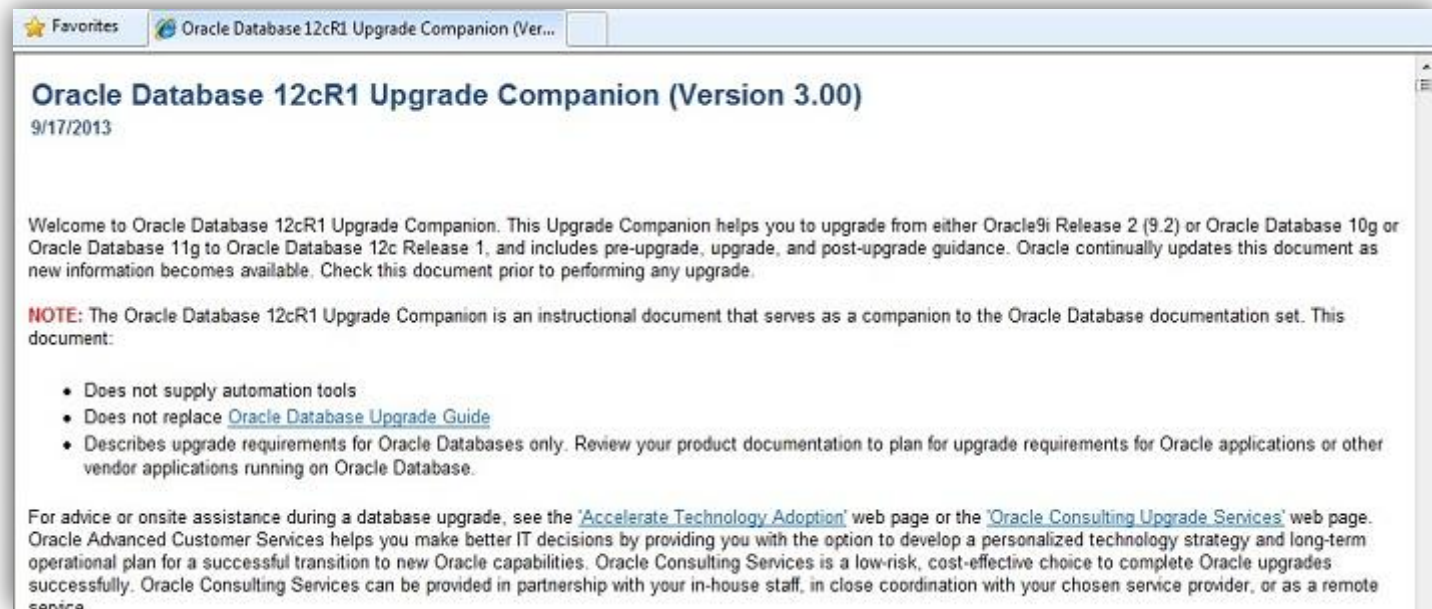 Favorites
Oracle Database 12cR1 Upgrade Companion (Ver...
Oracle Database 12cR1 Upgrade Companion (Version 3.00)
9/17/2013
Welcome to Oracle Database 12cR1 Upgrade Companion. This Upgrade Companion helps you to upgrade from either Oracle9i Release 2 (9.2) or Oracle Database 10g or
Oracle Database 11g to Oracle Database 12c Release 1, and includes pre-upgrade, upgrade, and post-upgrade guidance. Oracle continually updates this document as
new information becomes available. Check this document prior to performing any upgrade.
NOTE: The Oracle Database 12cR1 Upgrade Companion is an instructional document that serves as a companion to the Oracle Database documentation set. This
document:
• Does not supply automation tools
• Does not replace Oracle Database Upgrade Guide
• Describes upgrade requirements for Oracle Databases only. Review your product documentation to plan for upgrade requirements for Oracle applications or other
vendor applications running on Oracle Database.
For advice or onsite assistance during a database upgrade, see the 'Accelerate Technology Adoption' web page or the 'Oracle Consulting Upgrade Services' web page.
Oracle Advanced Customer Services helps you make better IT decisions by providing you with the option to develop a personalized technology strategy and long-term
operational plan for a successful transition to new Oracle capabilities. Oracle Consulting Services is a low-risk, cost-effective choice to complete Oracle upgrades
successfully. Oracle Consulting Services can be provided in partnership with your in-house staff, in close coordination with your chosen service provider, or as a remote
service